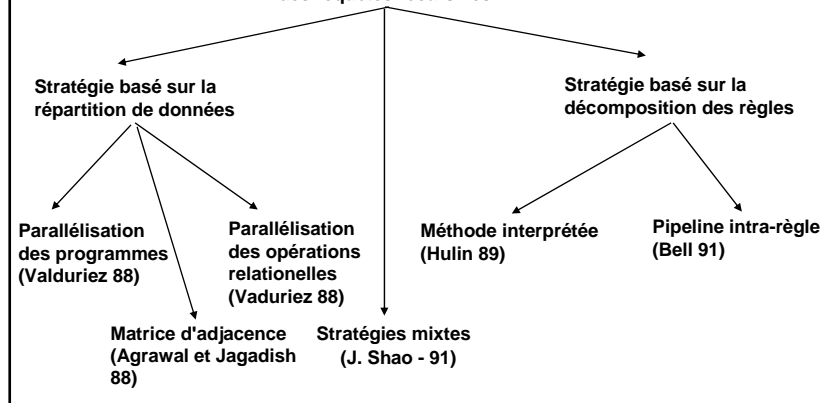 Stratégie basé sur la
répartition de données
Stratégie basé sur la
décomposition des règles
Parallélisation
des programmes
(Valduriez 88)
Parallélisation
des opérations
relationelles
(Vaduriez 88)
Méthode interprétée
(Hulin 89)
Pipeline intra-règle
(Bell 91)
Matrice d'adjacence
(Agrawal et Jagadish
88)
Stratégies mixtes
(J. Shao - 91)